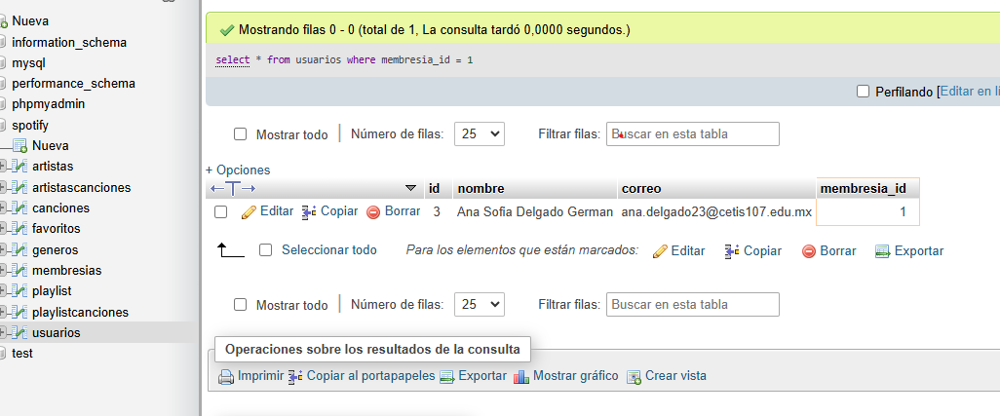 Nueva
information_schema
mysql
performance_schema
phpmyadmin
spotify
Nueva
artistas
artistascanciones
canciones
favoritos
generos
membresias
playlist
playlistcanciones
usuarios
test
Mostrando filas 0 - 0 (total de 1, La consulta tardó 0,0000 segundos.)
select * from usuarios where membresia_id = 1
Perfilando [Editar en lí
Mostrar todo Número de filas: 25 Filtrar filas: Buscar en esta tabla
+ Opciones
id nombre correo membresia_id
Editar Copiar Borrar 3 Ana Sofia Delgado German ana.delgado23@cetis107.edu.mx 1
Seleccionar todo Para los elementos que están marcados: Editar Copiar Borrar Exportar
Mostrar todo Número de filas: 25 Filtrar filas: Buscar en esta tabla
Operaciones sobre los resultados de la consulta
Imprimir Copiar al portapapeles Exportar Mostrar gráfico Crear vista